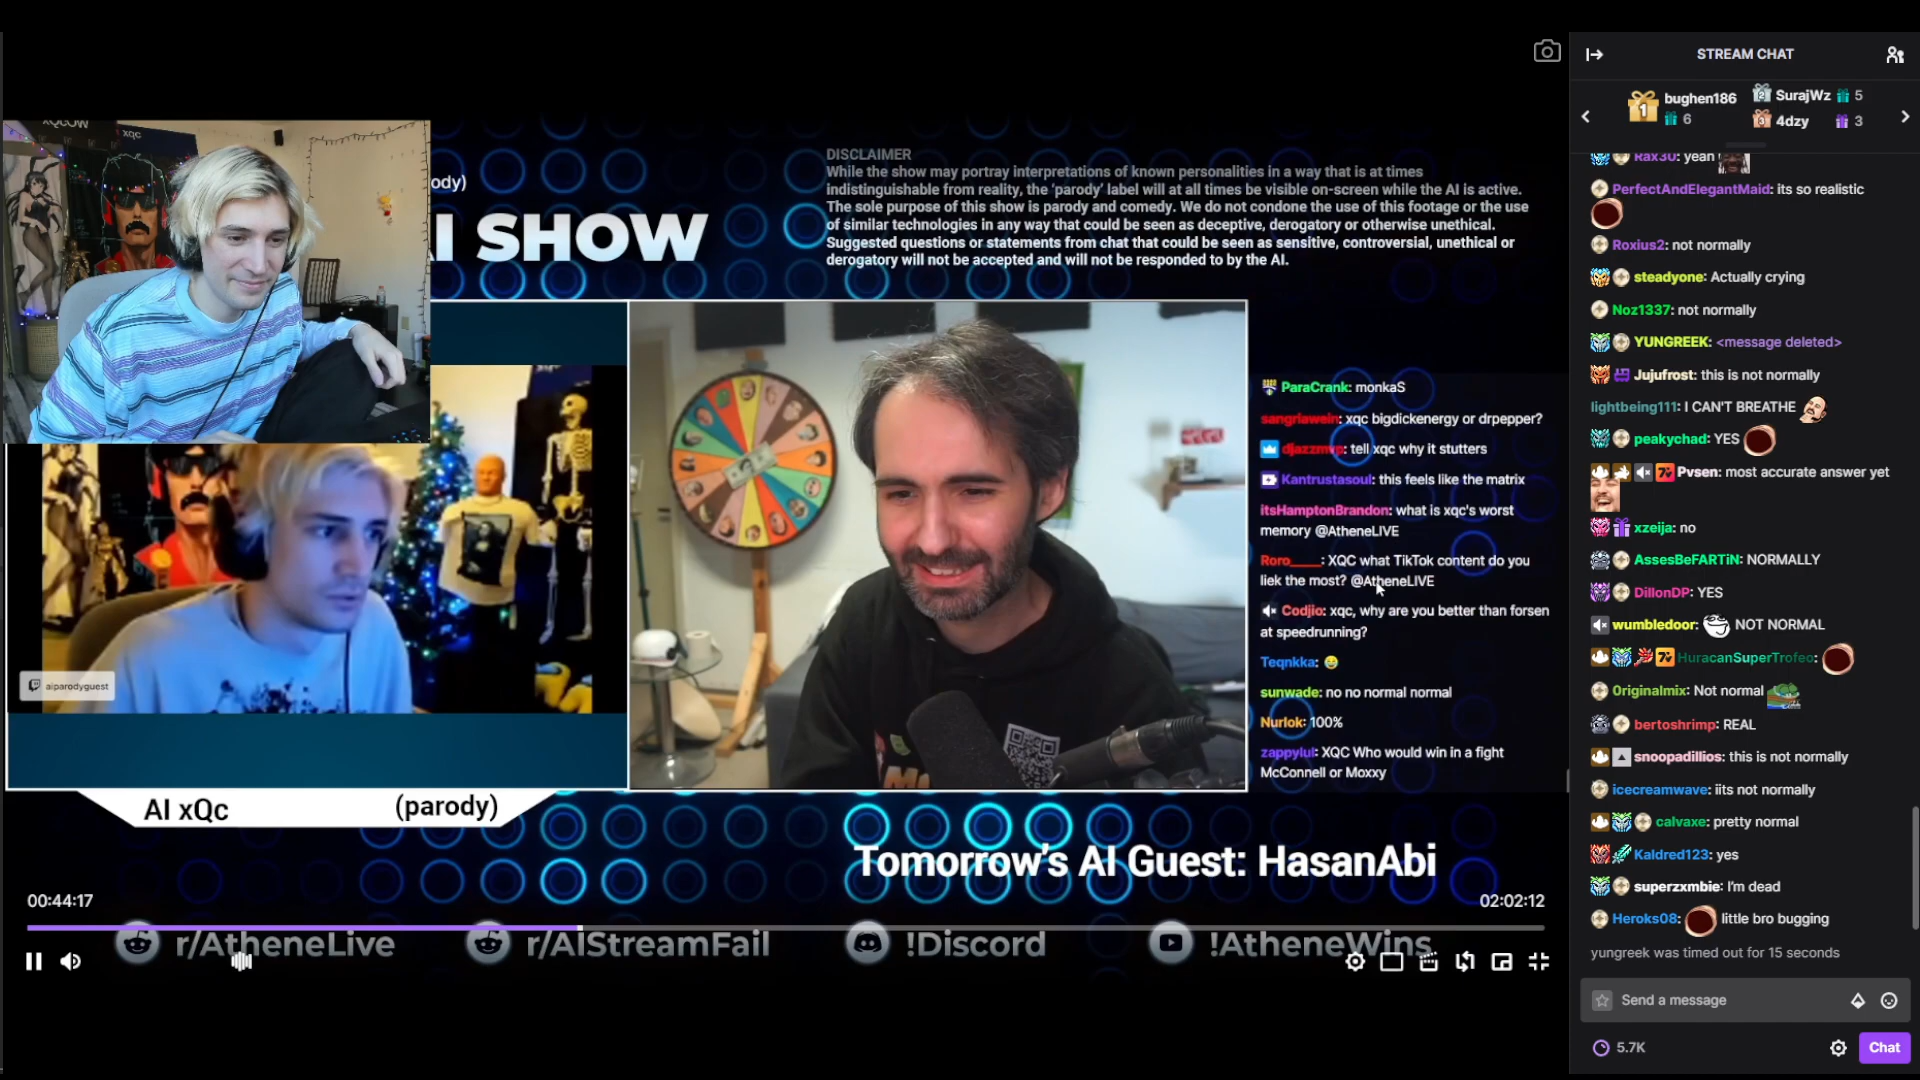 STREAM CHAT
bughen186
6
SurajWz 5
4dzy 3
XQCOW
xqc
ody)
AI SHOW
DISCLAIMER
While the show may portray interpretations of known personalities in a way that is at times
indistinguishable from reality, the 'parody' label will at all times be visible on-screen while the AI is active.
The sole purpose of this show is parody and comedy. We do not condone the use of this footage or the use
of similar technologies in any way that could be seen as deceptive, derogatory or otherwise unethical.
Suggested questions or statements from chat that could be seen as sensitive, controversial, unethical or
derogatory will not be accepted and will not be responded to by the AI.
ParaCrank: monkaS
sangriawein: xqc bigdickenergy or drpepper?
djazzmvp: tell xqc why it stutters
Kantrustasoul: this feels like the matrix
itsHamptonBrandon: what is xqc's worst
memory @AtheneLIVE
Roro____: XQC what TikTok content do you
liek the most? @AtheneLIVE
Codjio: xqc, why are you better than forsen
at speedrunning?
Teqnkka:
sunwade: no no normal normal
Nurlok: 100%
zappylul: XQC Who would win in a fight
McConnell or Moxxy
aiparodyguest
AI xQc (parody)
Tomorrow's AI Guest: HasanAbi
00:44:17
02:02:12
r/AtheneLive r/AIStreamFail !Discord !AtheneWins
Rax30: yeah
PerfectAndElegantMaid: its so realistic
Roxius2: not normally
steadyone: Actually crying
Noz1337: not normally
YUNGREEK: <message deleted>
Jujufrost: this is not normally
lightbeing111: I CAN'T BREATHE
peakychad: YES
Pvsen: most accurate answer yet
xzeija: no
AssesBeFARTiN: NORMALLY
DillonDP: YES
wumbledoor: NOT NORMAL
HuracanSuperTrofeo:
0riginalmix: Not normal
bertoshrimp: REAL
snoopadillios: this is not normally
icecreamwave: iits not normally
calvaxe: pretty normal
Kaldred123: yes
superzxmbie: I'm dead
Heroks08: little bro bugging
yungreek was timed out for 15 seconds
Send a message
5.7K
Chat